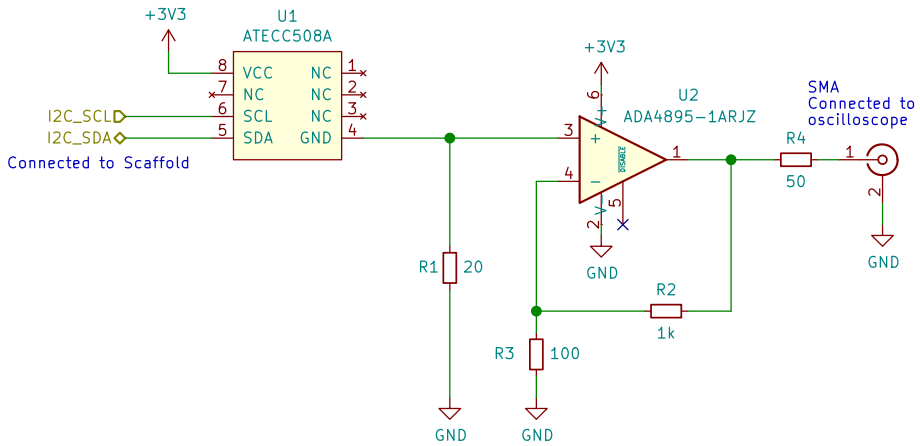 +3V3
U1
ATECC508A
8 VCC NC 1
7 NC NC 2
I2C_SCL 6 SCL NC 3
I2C_SDA 5 SDA GND 4
Connected to Scaffold
+3V3
6
V+
U2
ADA4895-1ARJZ
3 +
DISABLE
1
4 −
V-
2
5
GND
SMA
Connected to
oscilloscope
R4
50
1
2
GND
R1 20
R2
1k
R3 100
GND
GND